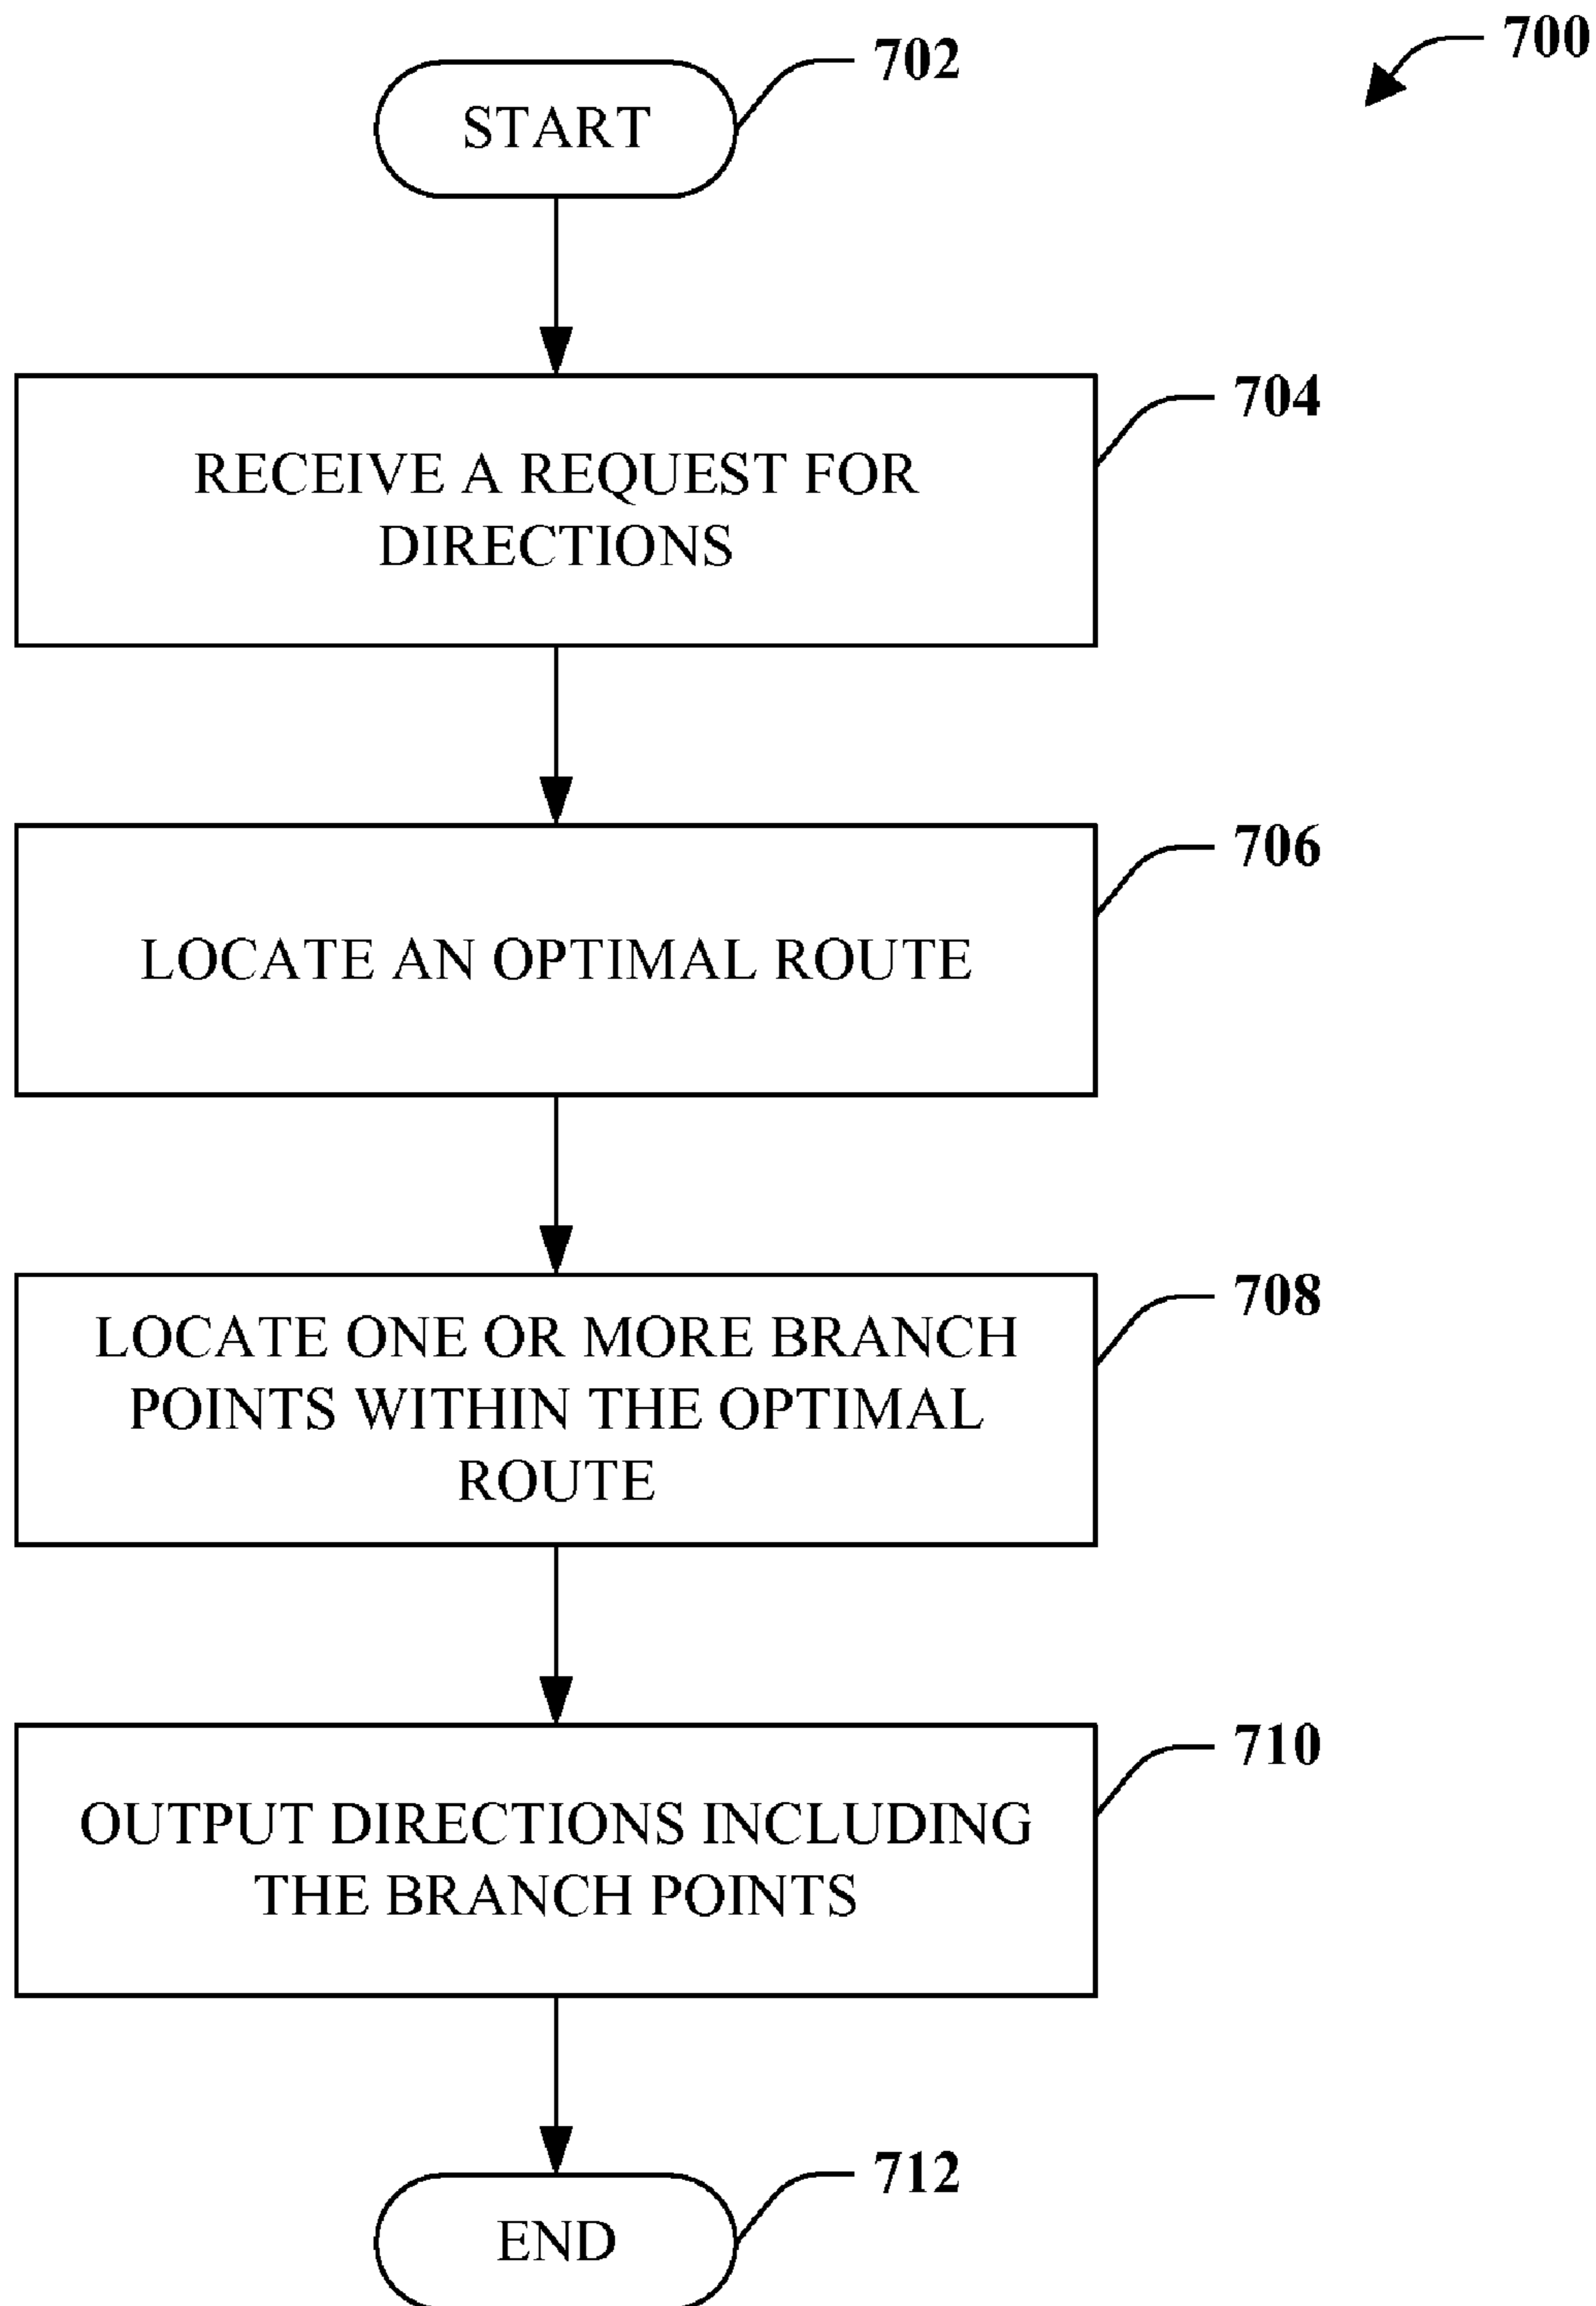 700
702
START
704
RECEIVE A REQUEST FOR
DIRECTIONS
706
LOCATE AN OPTIMAL ROUTE
708
LOCATE ONE OR MORE BRANCH
POINTS WITHIN THE OPTIMAL
ROUTE
710
OUTPUT DIRECTIONS INCLUDING
THE BRANCH POINTS
712
END